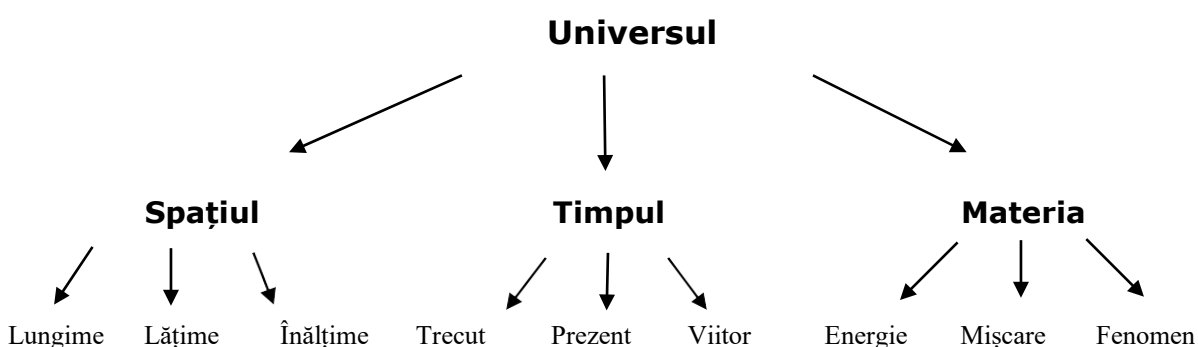 Universul
Spațiul Timpul Materia
Lungime Lățime Înălțime Trecut Prezent Viitor Energie Mișcare Fenomen